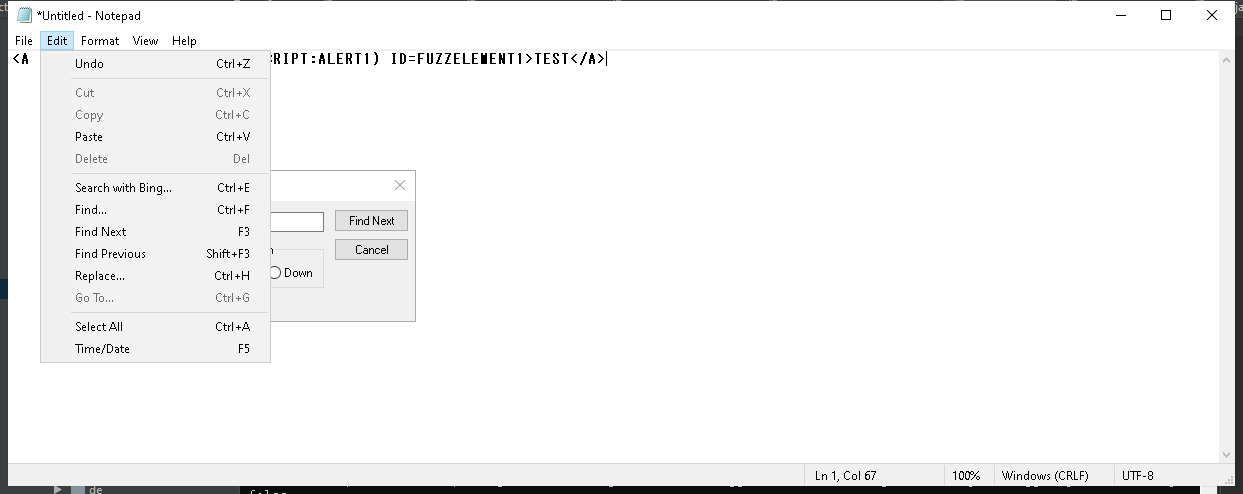 *Untitled - Notepad
File Edit Format View Help
<A RIPT:ALERT1) ID=FUZZELEMENT1>TEST</A>
Undo Ctrl+Z
Cut Ctrl+X
Copy Ctrl+C
Paste Ctrl+V
Delete Del
Search with Bing... Ctrl+E
Find... Ctrl+F
Find Next F3
Find Previous Shift+F3
Replace... Ctrl+H
Go To... Ctrl+G
Select All Ctrl+A
Time/Date F5
Find Next
Cancel
Down
Ln 1, Col 67 100% Windows (CRLF) UTF-8
de